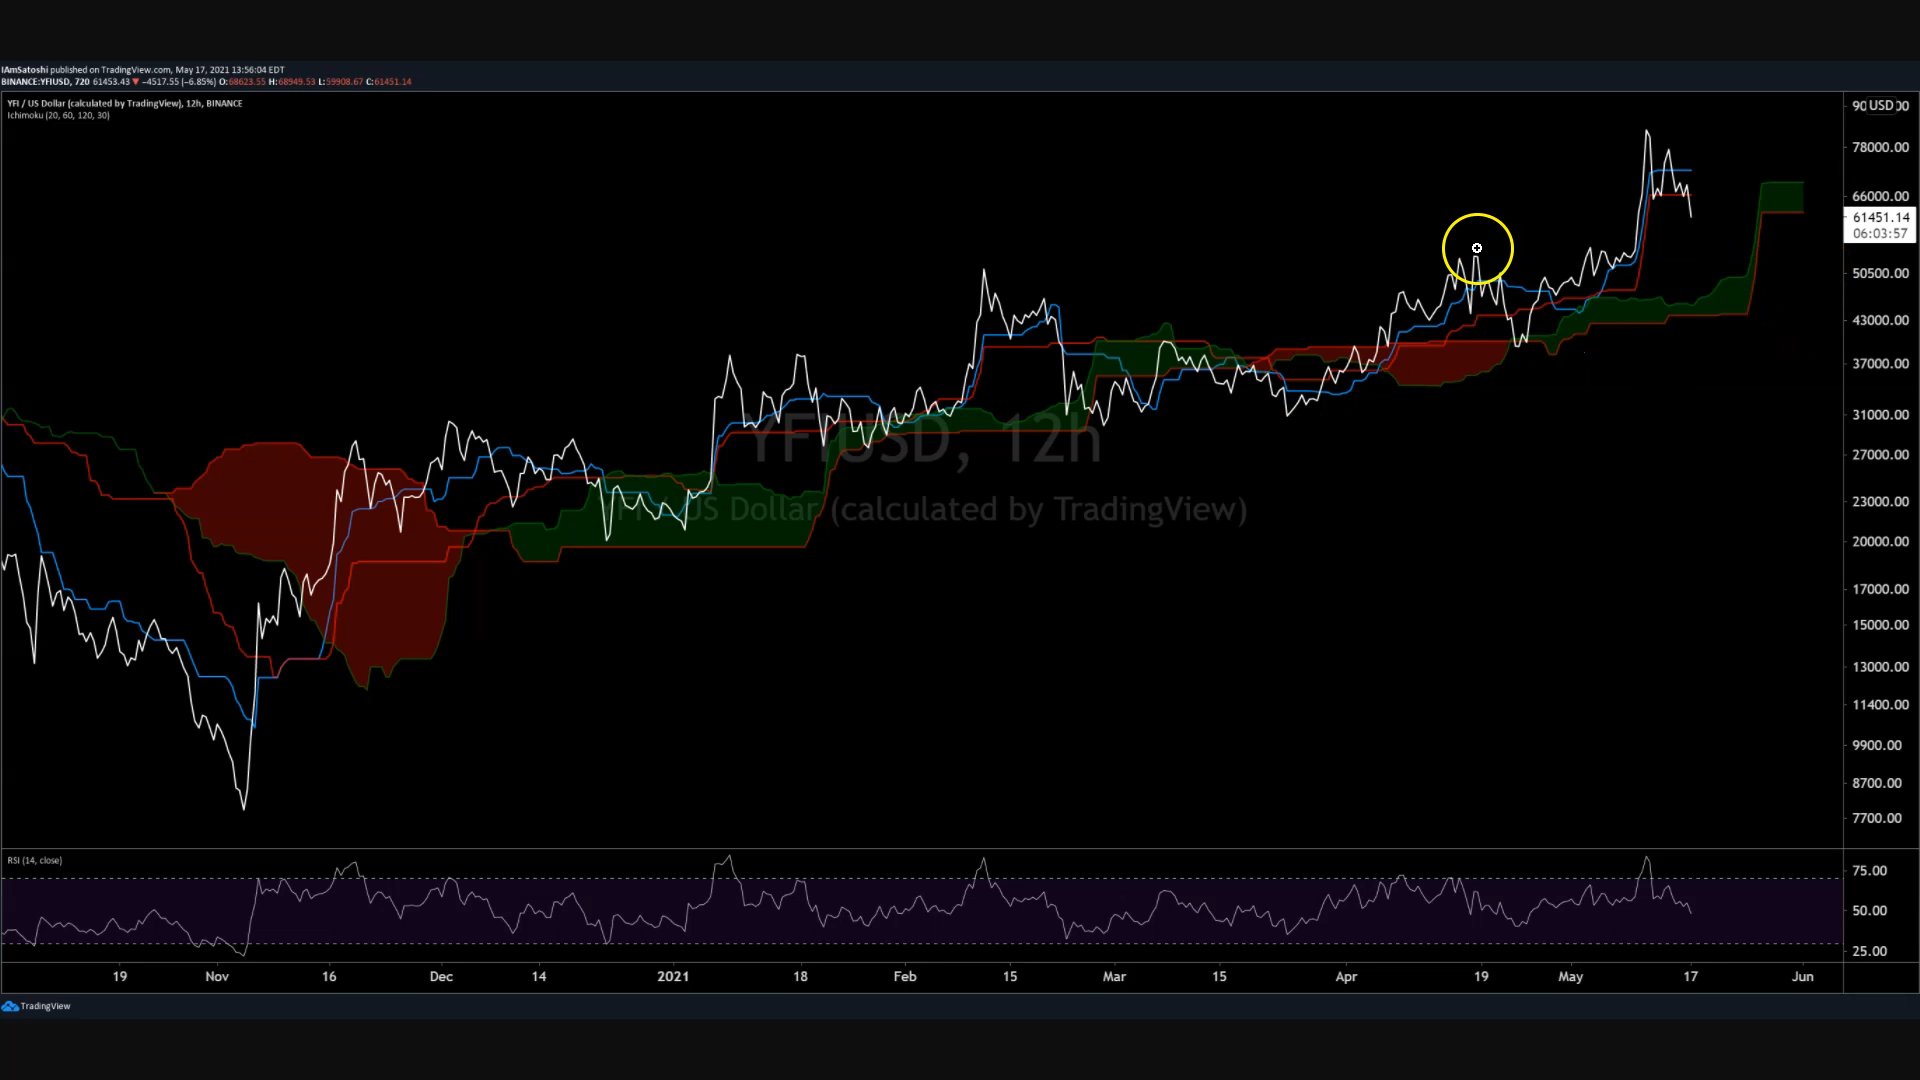 IAmSatoshi published on TradingView.com, May 17, 2021 13:56:04 EDT
BINANCE:YFIUSD, 720 61453.43 ▼ −4517.55 (−6.85%) O:68623.55 H:68949.53 L:59908.67 C:61451.14
YFI / US Dollar (calculated by TradingView), 12h, BINANCE
Ichimoku (20, 60, 120, 30)
USD
78000.00
66000.00
61451.14
06:03:57
50500.00
43000.00
37000.00
31000.00
YFIUSD, 12h
27000.00
23000.00
YFI / US Dollar (calculated by TradingView)
20000.00
17000.00
15000.00
13000.00
11400.00
9900.00
8700.00
7700.00
RSI (14, close)
75.00
50.00
25.00
19 Nov 16 Dec 14 2021 18 Feb 15 Mar 15 Apr 19 May 17 Jun
TradingView